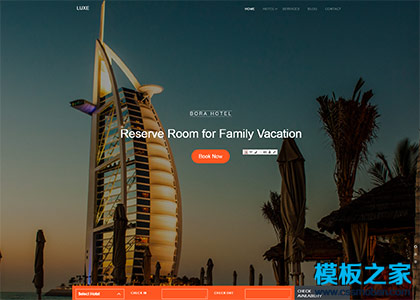 LUXE
HOME HOTEL SERVICES BLOG CONTACT
BORA HOTEL
Reserve Room for Family Vacation
Book Now
Select Hotel CHECK IN CHECK OUT CHECK AVAILABILITY
模板之家